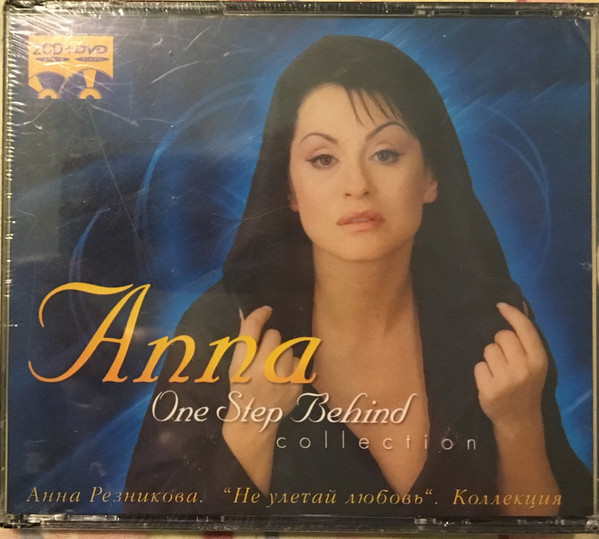 2CD+DVD
Anna
One Step Behind
collection
Анна Резникова. "Не улетай любовь". Коллекция